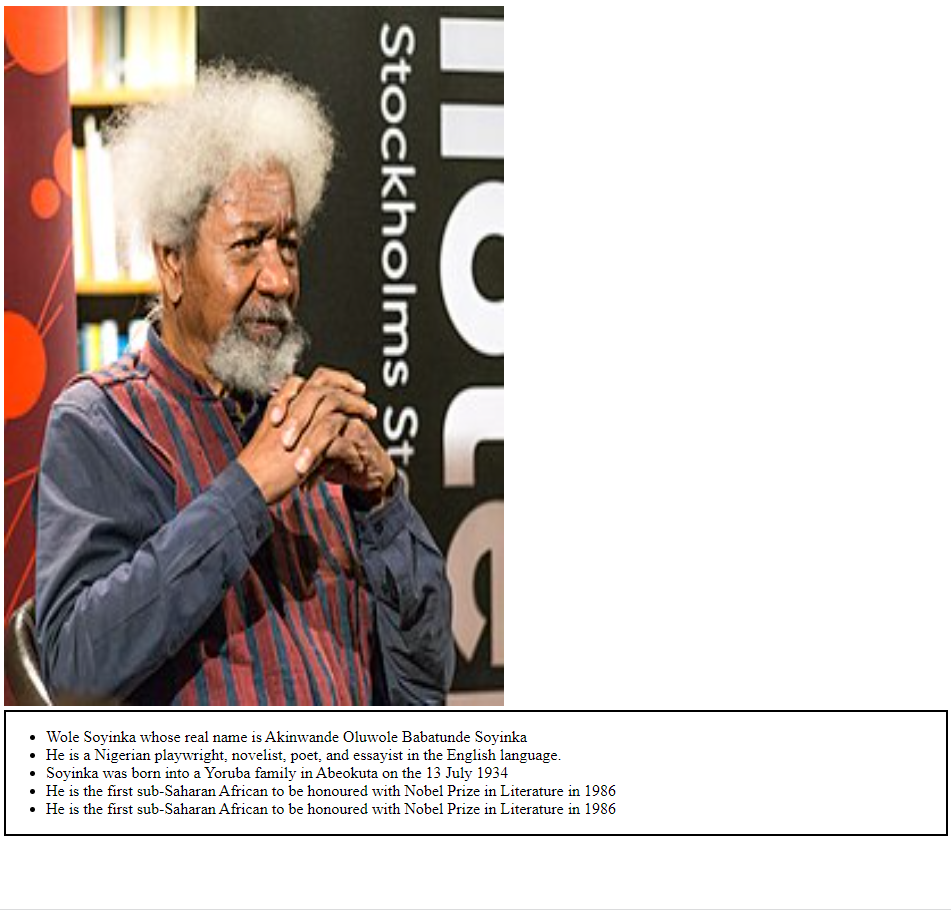 Stockholms St
Wole Soyinka whose real name is Akinwande Oluwole Babatunde Soyinka
He is a Nigerian playwright, novelist, poet, and essayist in the English language.
Soyinka was born into a Yoruba family in Abeokuta on the 13 July 1934
He is the first sub-Saharan African to be honoured with Nobel Prize in Literature in 1986
He is the first sub-Saharan African to be honoured with Nobel Prize in Literature in 1986